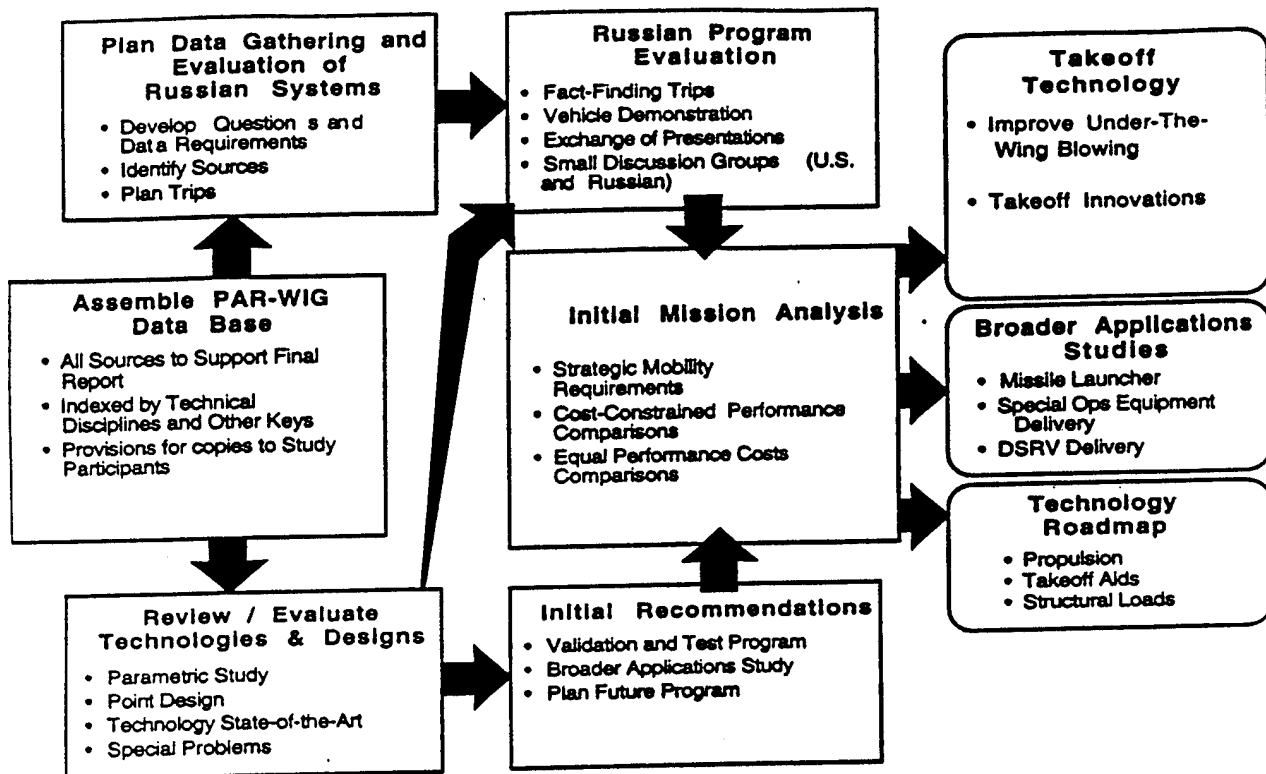 Plan Data Gathering and
Evaluation of
Russian Systems
• Develop Question s and
Data Requirements
• Identify Sources
• Plan Trips
Russian Program
Evaluation
• Fact-Finding Trips
• Vehicle Demonstration
• Exchange of Presentations
• Small Discussion Groups (U.S.
and Russian)
Takeoff
Technology
• Improve Under-The-
Wing Blowing
• Takeoff Innovations
Assemble PAR-WIG
Data Base
• All Sources to Support Final
Report
• Indexed by Technical
Disciplines and Other Keys
• Provisions for copies to Study
Participants
Initial Mission Analysis
• Strategic Mobility
Requirements
• Cost-Constrained Performance
Comparisons
• Equal Performance Costs
Comparisons
Broader Applications
Studies
• Missile Launcher
• Special Ops Equipment
Delivery
• DSRV Delivery
Technology
Roadmap
• Propulsion
• Takeoff Aids
• Structural Loads
Review / Evaluate
Technologies & Designs
• Parametric Study
• Point Design
• Technology State-of-the-Art
• Special Problems
Initial Recommendations
• Validation and Test Program
• Broader Applications Study
• Plan Future Program